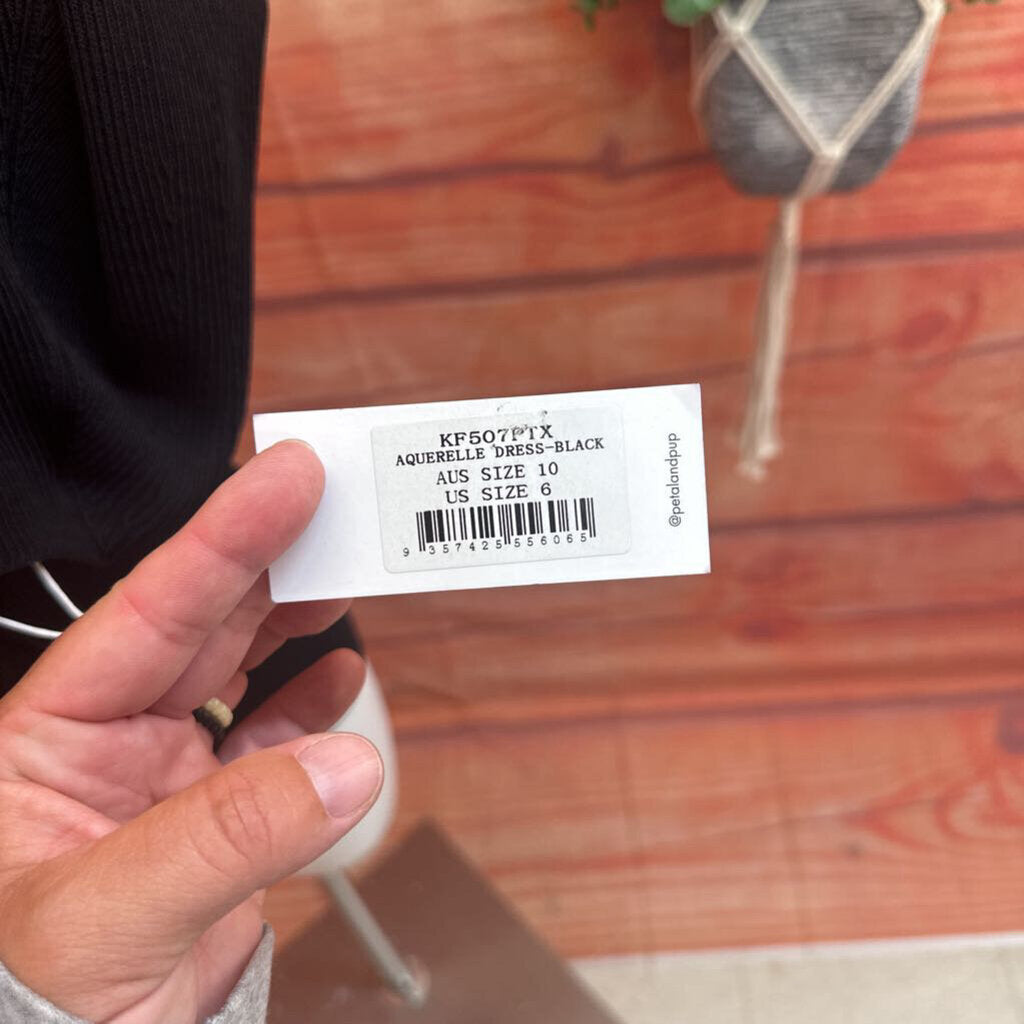 KF507PTX
AQUERELLE DRESS-BLACK
AUS SIZE 10
US SIZE 6
9 357425 556065
@petalandpup